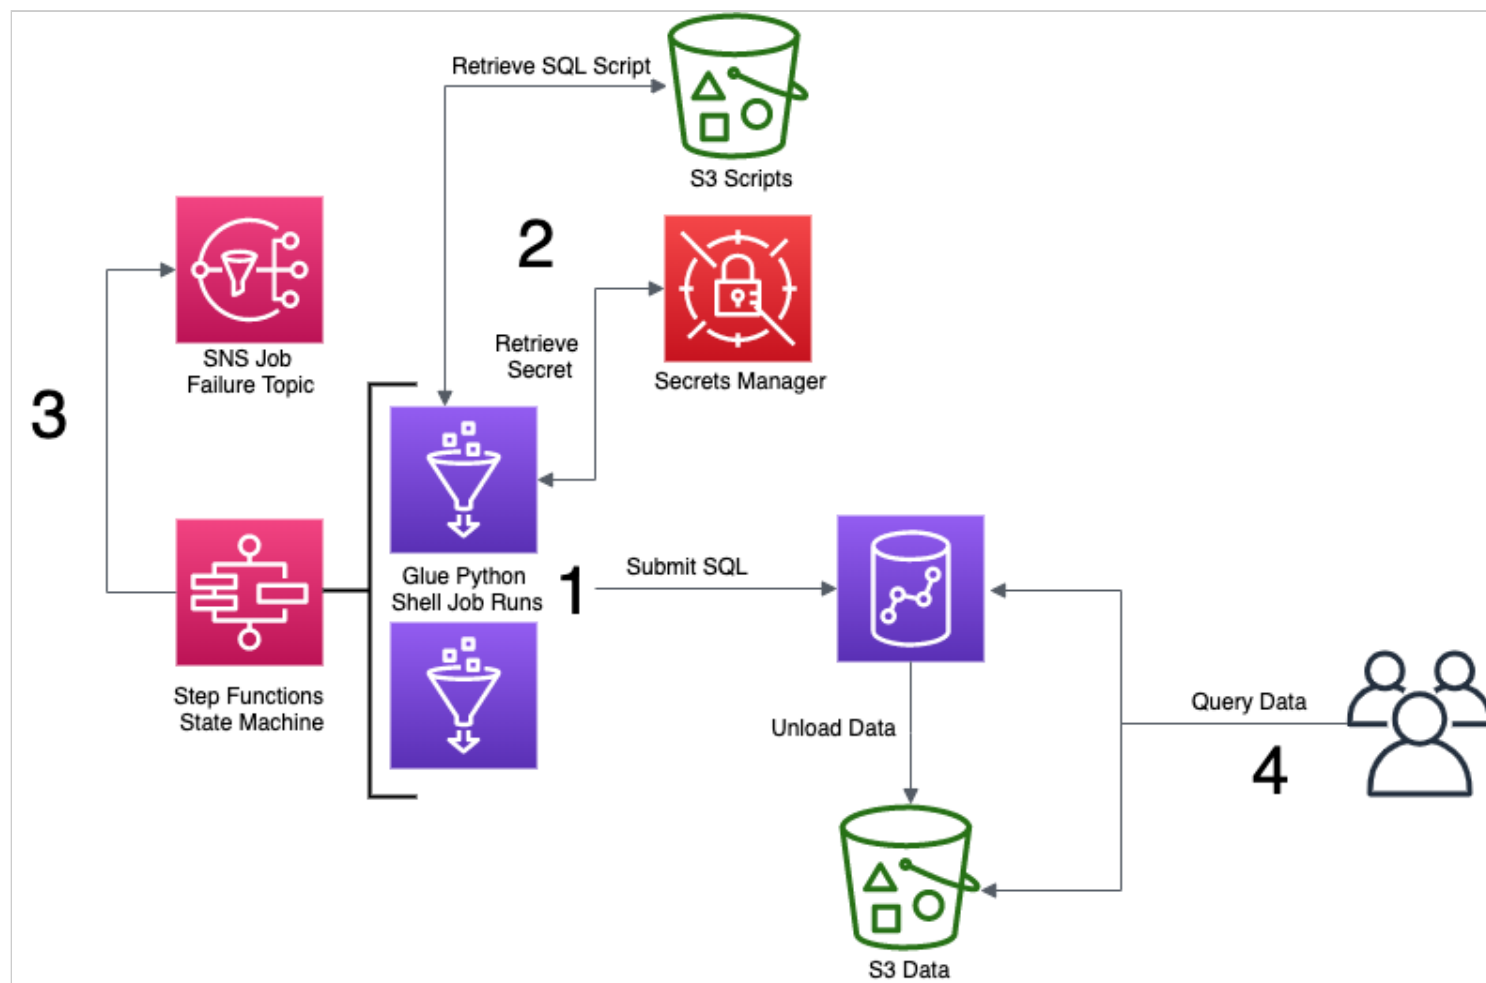 Retrieve SQL Script
S3 Scripts
2
SNS Job
Failure Topic
Retrieve
Secret
Secrets Manager
3
Glue Python
Shell Job Runs
1
Submit SQL
Step Functions
State Machine
Unload Data
Query Data
4
S3 Data